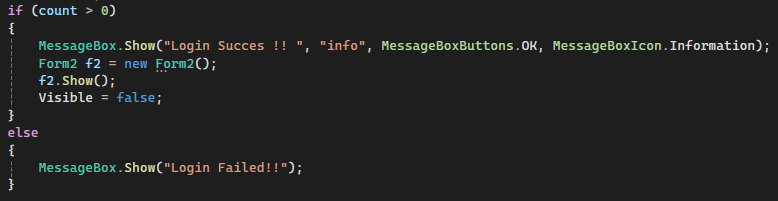 if (count > 0)
{
MessageBox.Show("Login Succes !! ", "info", MessageBoxButtons.OK, MessageBoxIcon.Information);
Form2 f2 = new Form2();
f2.Show();
Visible = false;
}
else
{
MessageBox.Show("Login Failed!!");
}